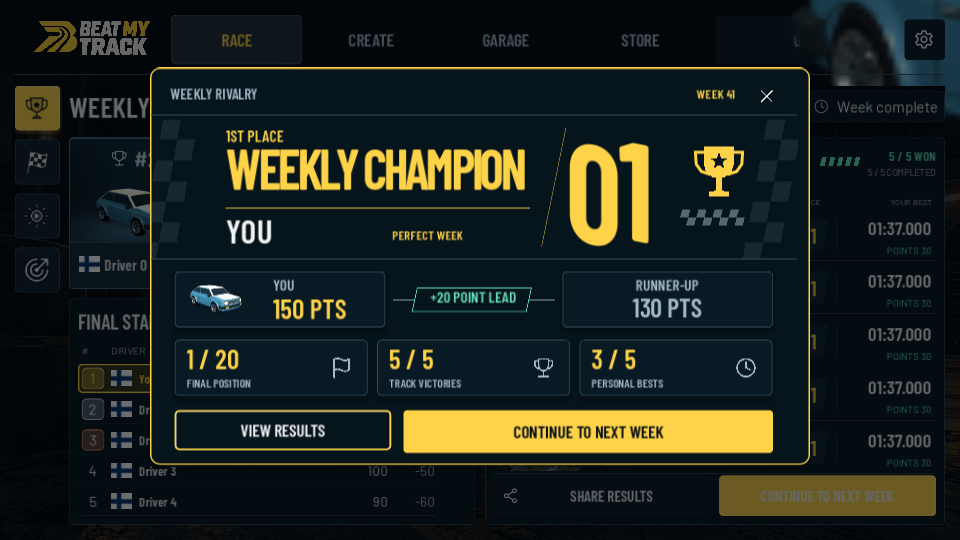 BEAT MY
TRACK
RACE
CREATE
GARAGE
STORE
WEEKLY
Week complete
WEEKLY RIVALRY
WEEK 41
1ST PLACE
WEEKLY CHAMPION
YOU
PERFECT WEEK
01
YOU
150 PTS
+20 POINT LEAD
RUNNER-UP
130 PTS
1 / 20
FINAL POSITION
5 / 5
TRACK VICTORIES
3 / 5
PERSONAL BESTS
VIEW RESULTS
CONTINUE TO NEXT WEEK
Driver 0
FINAL STA
#
DRIVER
1
2
3
4
Driver 3
100
-50
5
Driver 4
90
-60
5 / 5 WON
5 / 5 COMPLETED
YOUR BEST
01:37.000
POINTS 30
01:37.000
POINTS 30
01:37.000
POINTS 30
01:37.000
POINTS 30
01:37.000
POINTS 30
SHARE RESULTS
CONTINUE TO NEXT WEEK